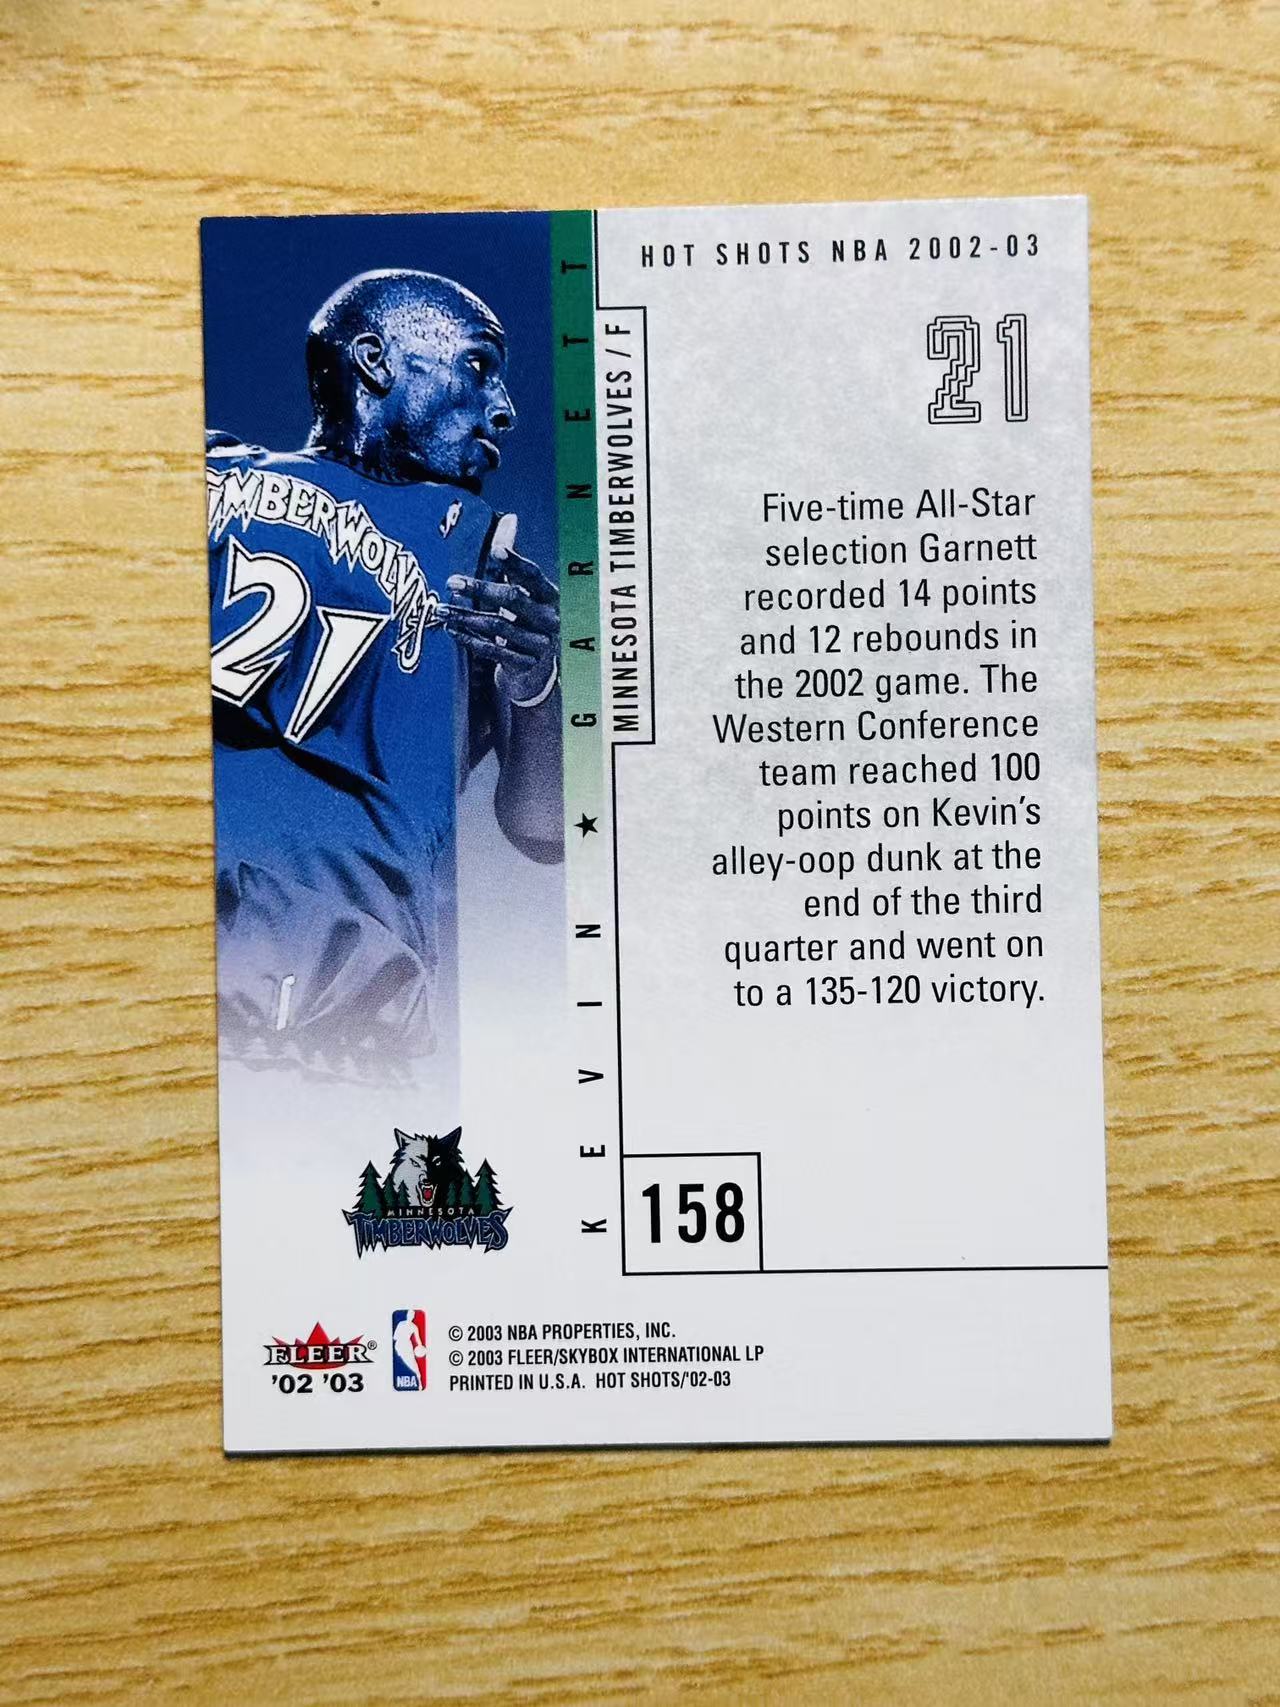 HOT SHOTS NBA 2002-03
21
KEVIN ★ GARNETT
MINNESOTA TIMBERWOLVES / F
TIMBERWOLVES
21
Five-time All-Star
selection Garnett
recorded 14 points
and 12 rebounds in
the 2002 game. The
Western Conference
team reached 100
points on Kevin's
alley-oop dunk at the
end of the third
quarter and went on
to a 135-120 victory.
158
MINNESOTA
TIMBERWOLVES
FLEER®
'02 '03
NBA
© 2003 NBA PROPERTIES, INC.
© 2003 FLEER/SKYBOX INTERNATIONAL LP
PRINTED IN U.S.A. HOT SHOTS/'02-03